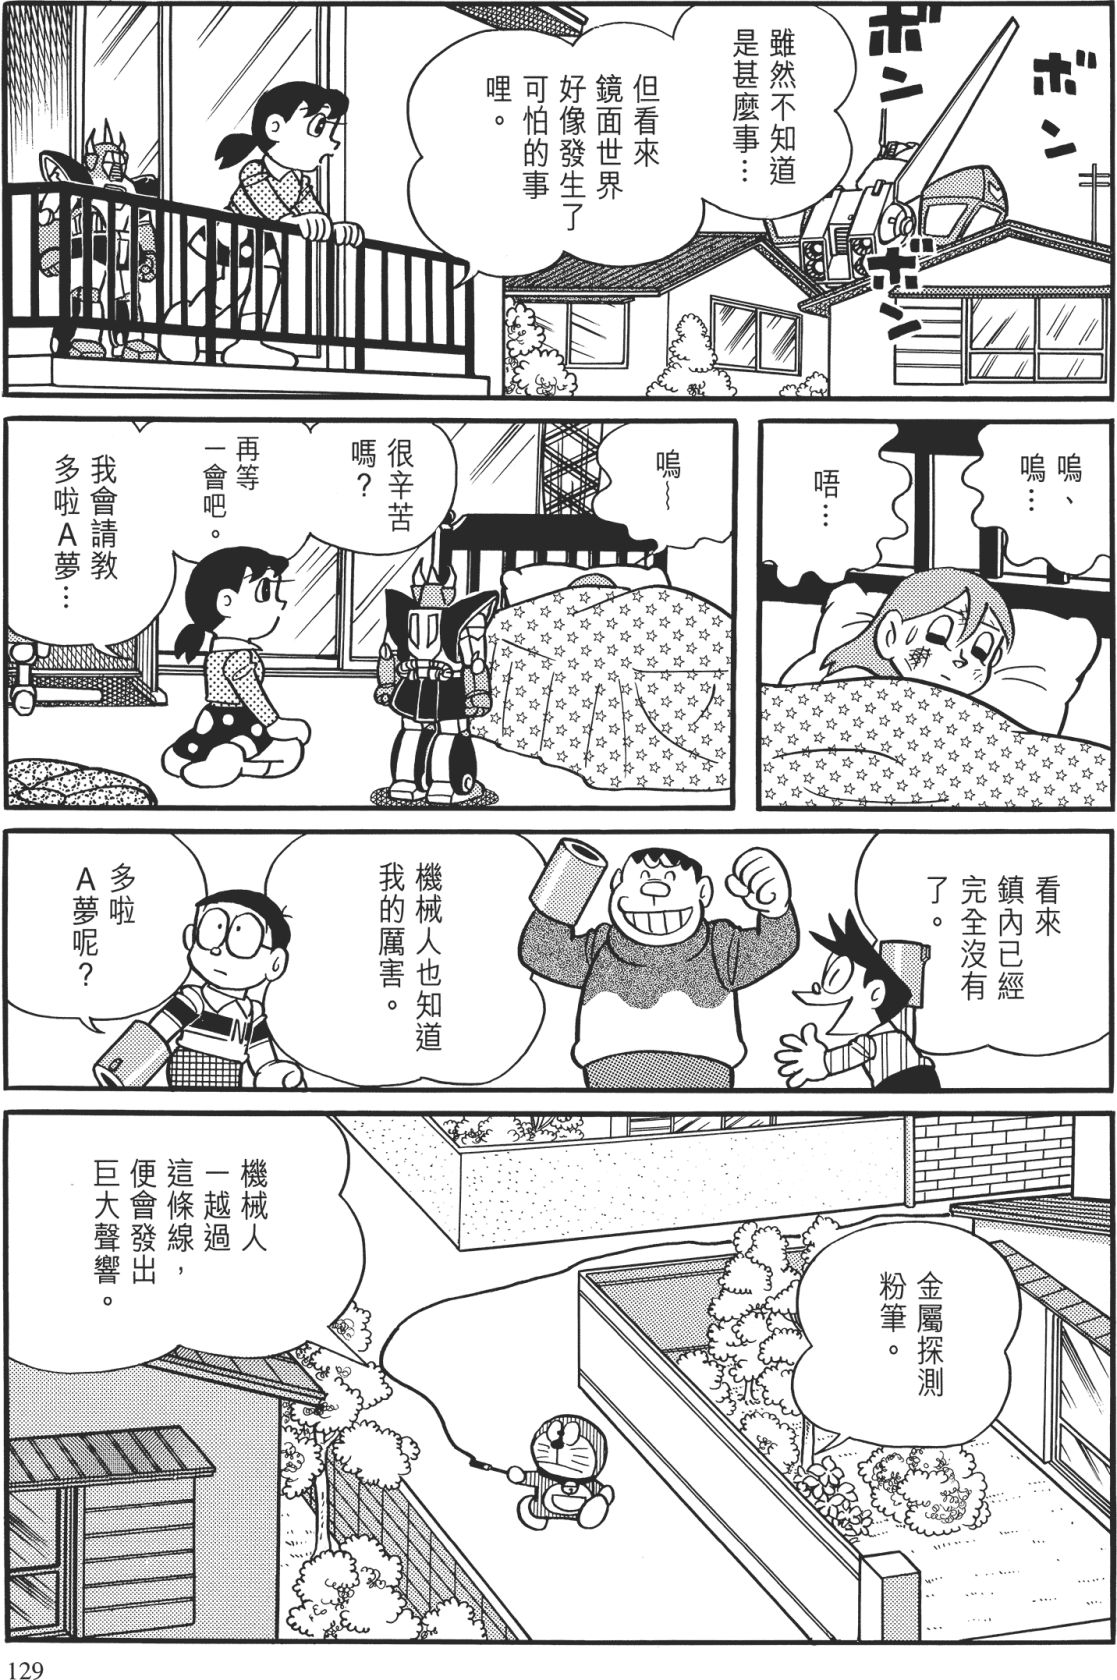 ボンボン
ボンボン
雖然不知道
是甚麼事…
但看來
鏡面世界
好像發生了
可怕的事
哩。
嗚、
嗚…
唔…
嗚～
很辛苦
嗎？
再等
一會吧。
我會請教
多啦A夢…
看來
鎮內已經
完全沒有
了。
機械人也知道
我的厲害。
多啦
A夢呢？
金屬探測
粉筆。
機械人
一越過
這條線，
便會發出
巨大聲響。
N
129